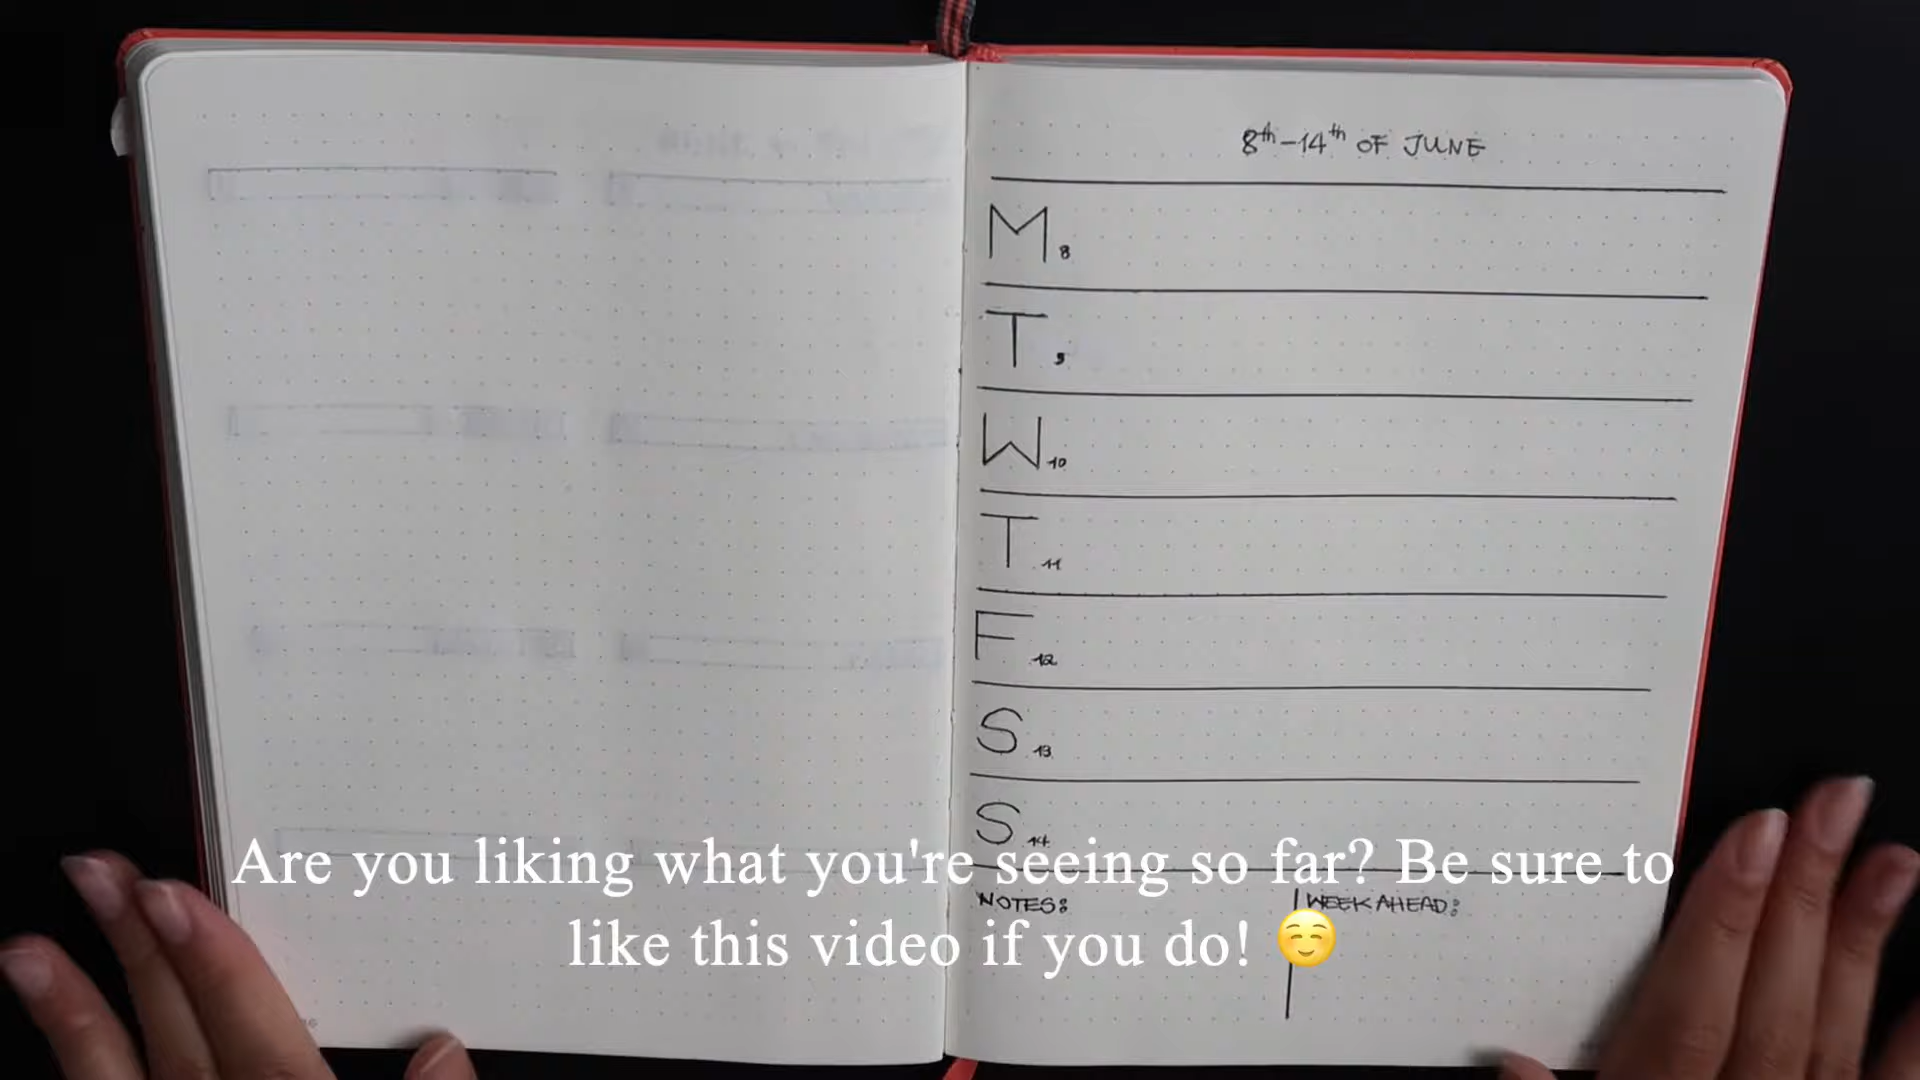 8th-14th OF JUNE
M 8
T 9
W 10
T 11
F 12
S 13
S 14
NOTES:
WEEK AHEAD:
Are you liking what you're seeing so far? Be sure to
like this video if you do! ☺️